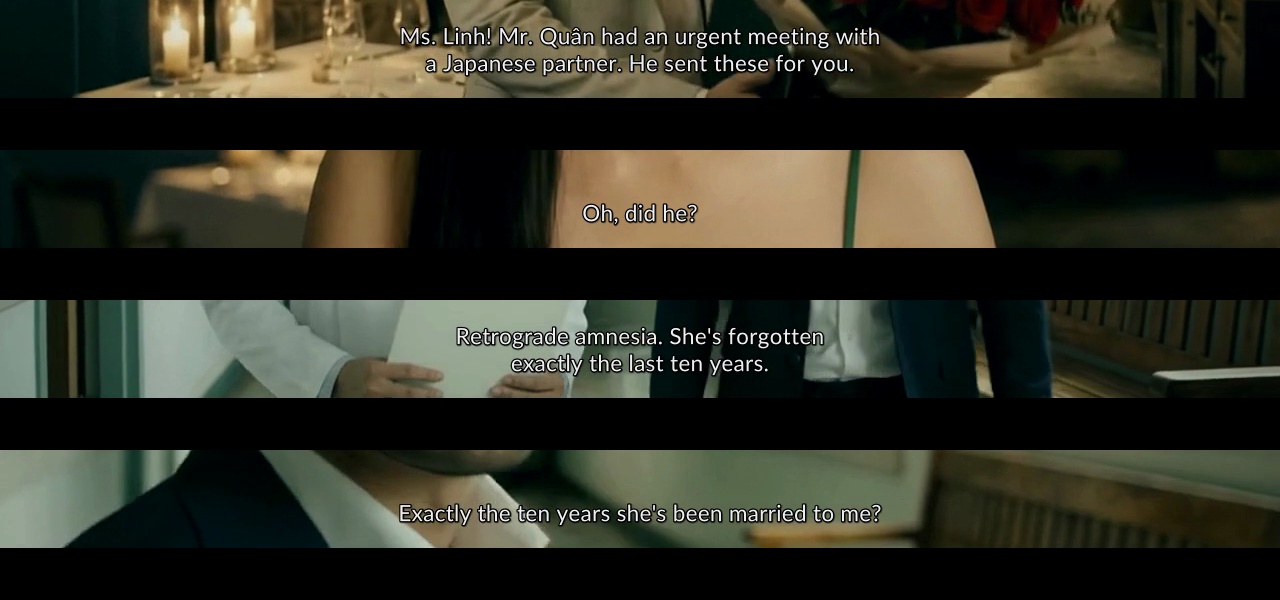 Ms. Linh! Mr. Quân had an urgent meeting with
a Japanese partner. He sent these for you.
Oh, did he?
Retrograde amnesia. She's forgotten
exactly the last ten years.
Exactly the ten years she's been married to me?